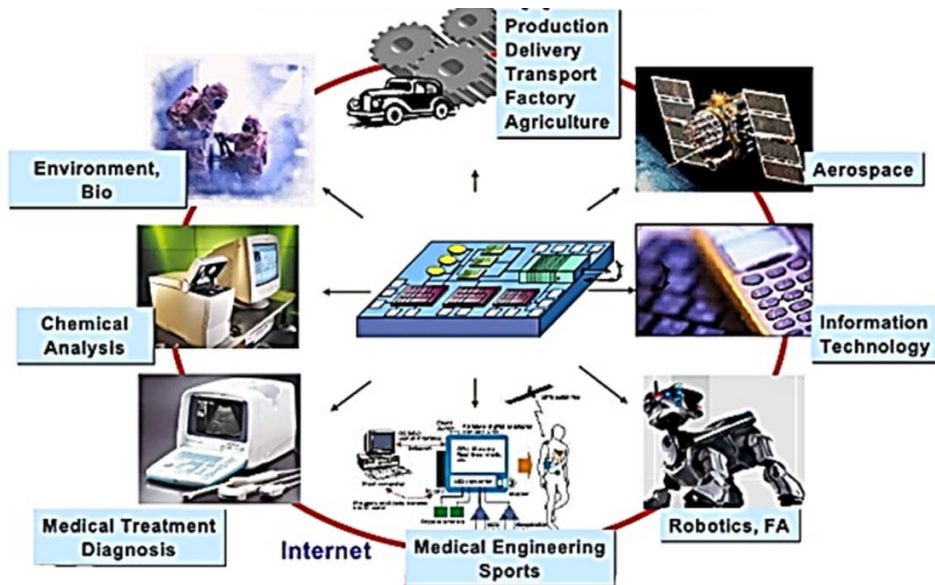 Production
Delivery
Transport
Factory
Agriculture
Environment,
Bio
Aerospace
Chemical
Analysis
Information
Technology
Medical Treatment
Diagnosis
Internet
Medical Engineering
Sports
Robotics, FA